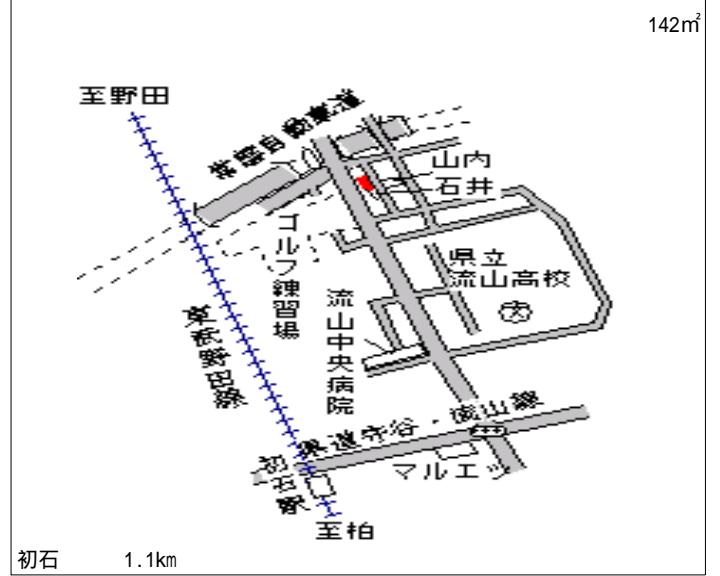 142㎡
至野田
常磐自動車道
山内
石井
ゴルフ練習場
県立
流山高校
流山中央病院
東武野田線
県道守谷・流山線
マルエツ
初石駅
至柏
初石 1.1km